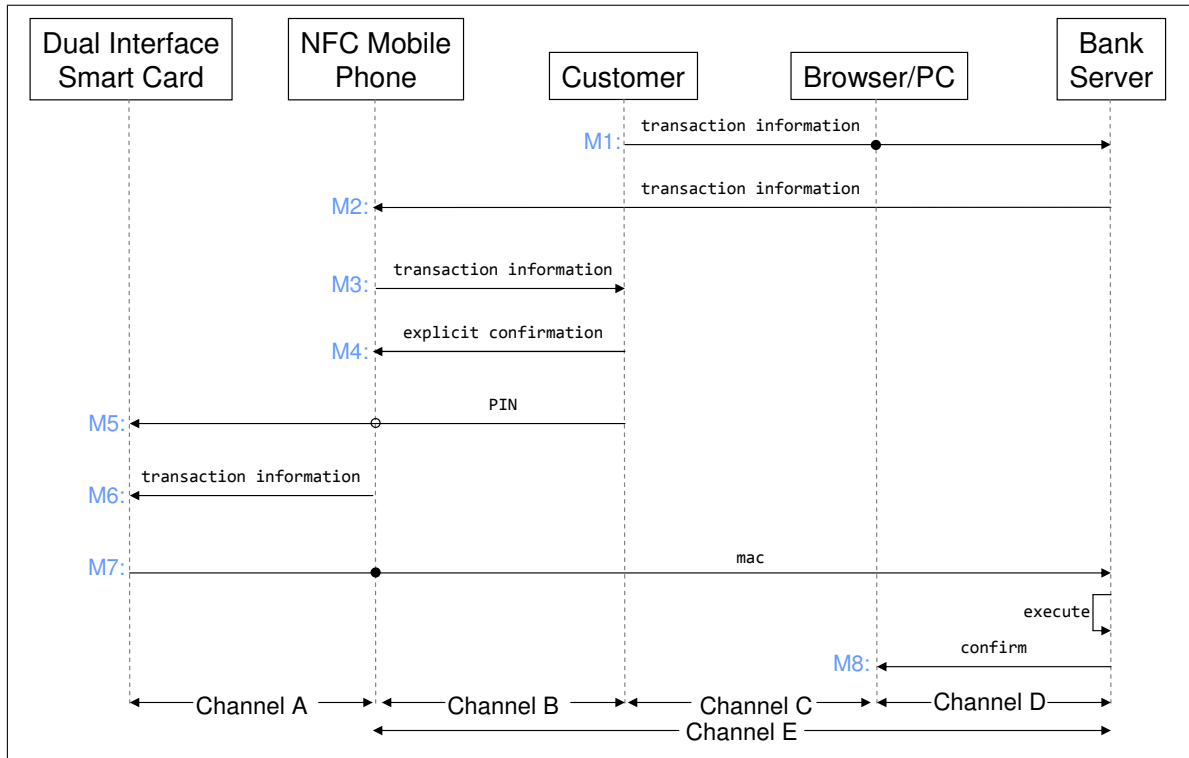 Dual Interface
Smart Card
NFC Mobile
Phone
Customer
Browser/PC
Bank
Server
M1:
transaction information
M2:
transaction information
M3:
transaction information
M4:
explicit confirmation
M5:
PIN
M6:
transaction information
M7:
mac
execute
M8:
confirm
Channel A
Channel B
Channel C
Channel D
Channel E